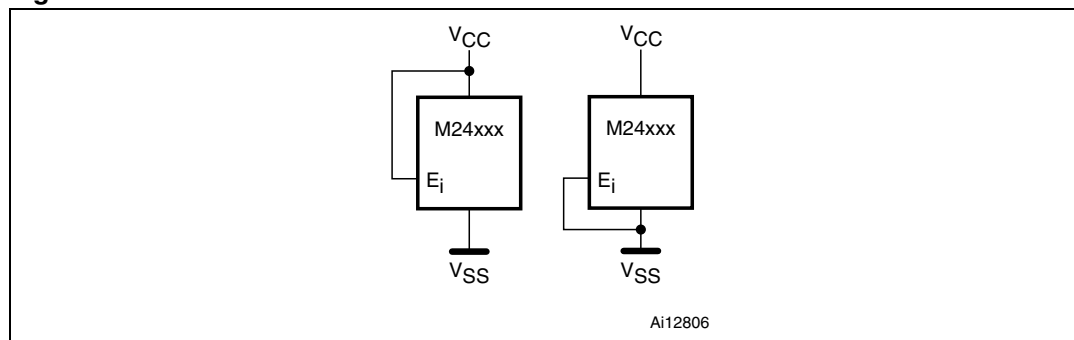 VCC VCC
M24xxx M24xxx
Ei Ei
VSS VSS
Ai12806